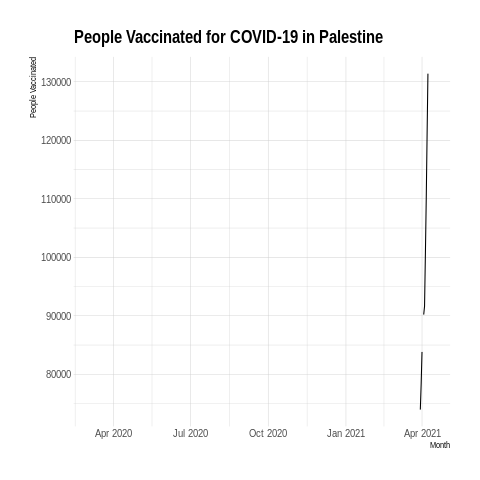 People Vaccinated for COVID-19 in Palestine
People Vaccinated
130000
120000
110000
100000
90000
80000
Apr 2020 Jul 2020 Oct 2020 Jan 2021 Apr 2021
Month